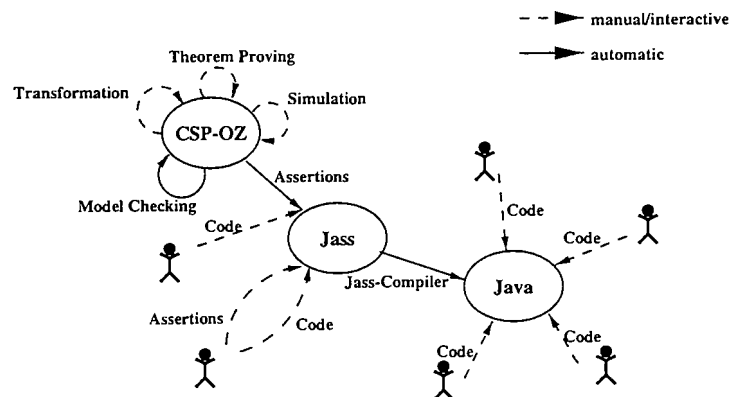 manual/interactive
automatic
Theorem Proving
Transformation
Simulation
CSP-OZ
Model Checking
Assertions
Code
Jass
Jass-Compiler
Assertions
Code
Code
Code
Java
Code
Code